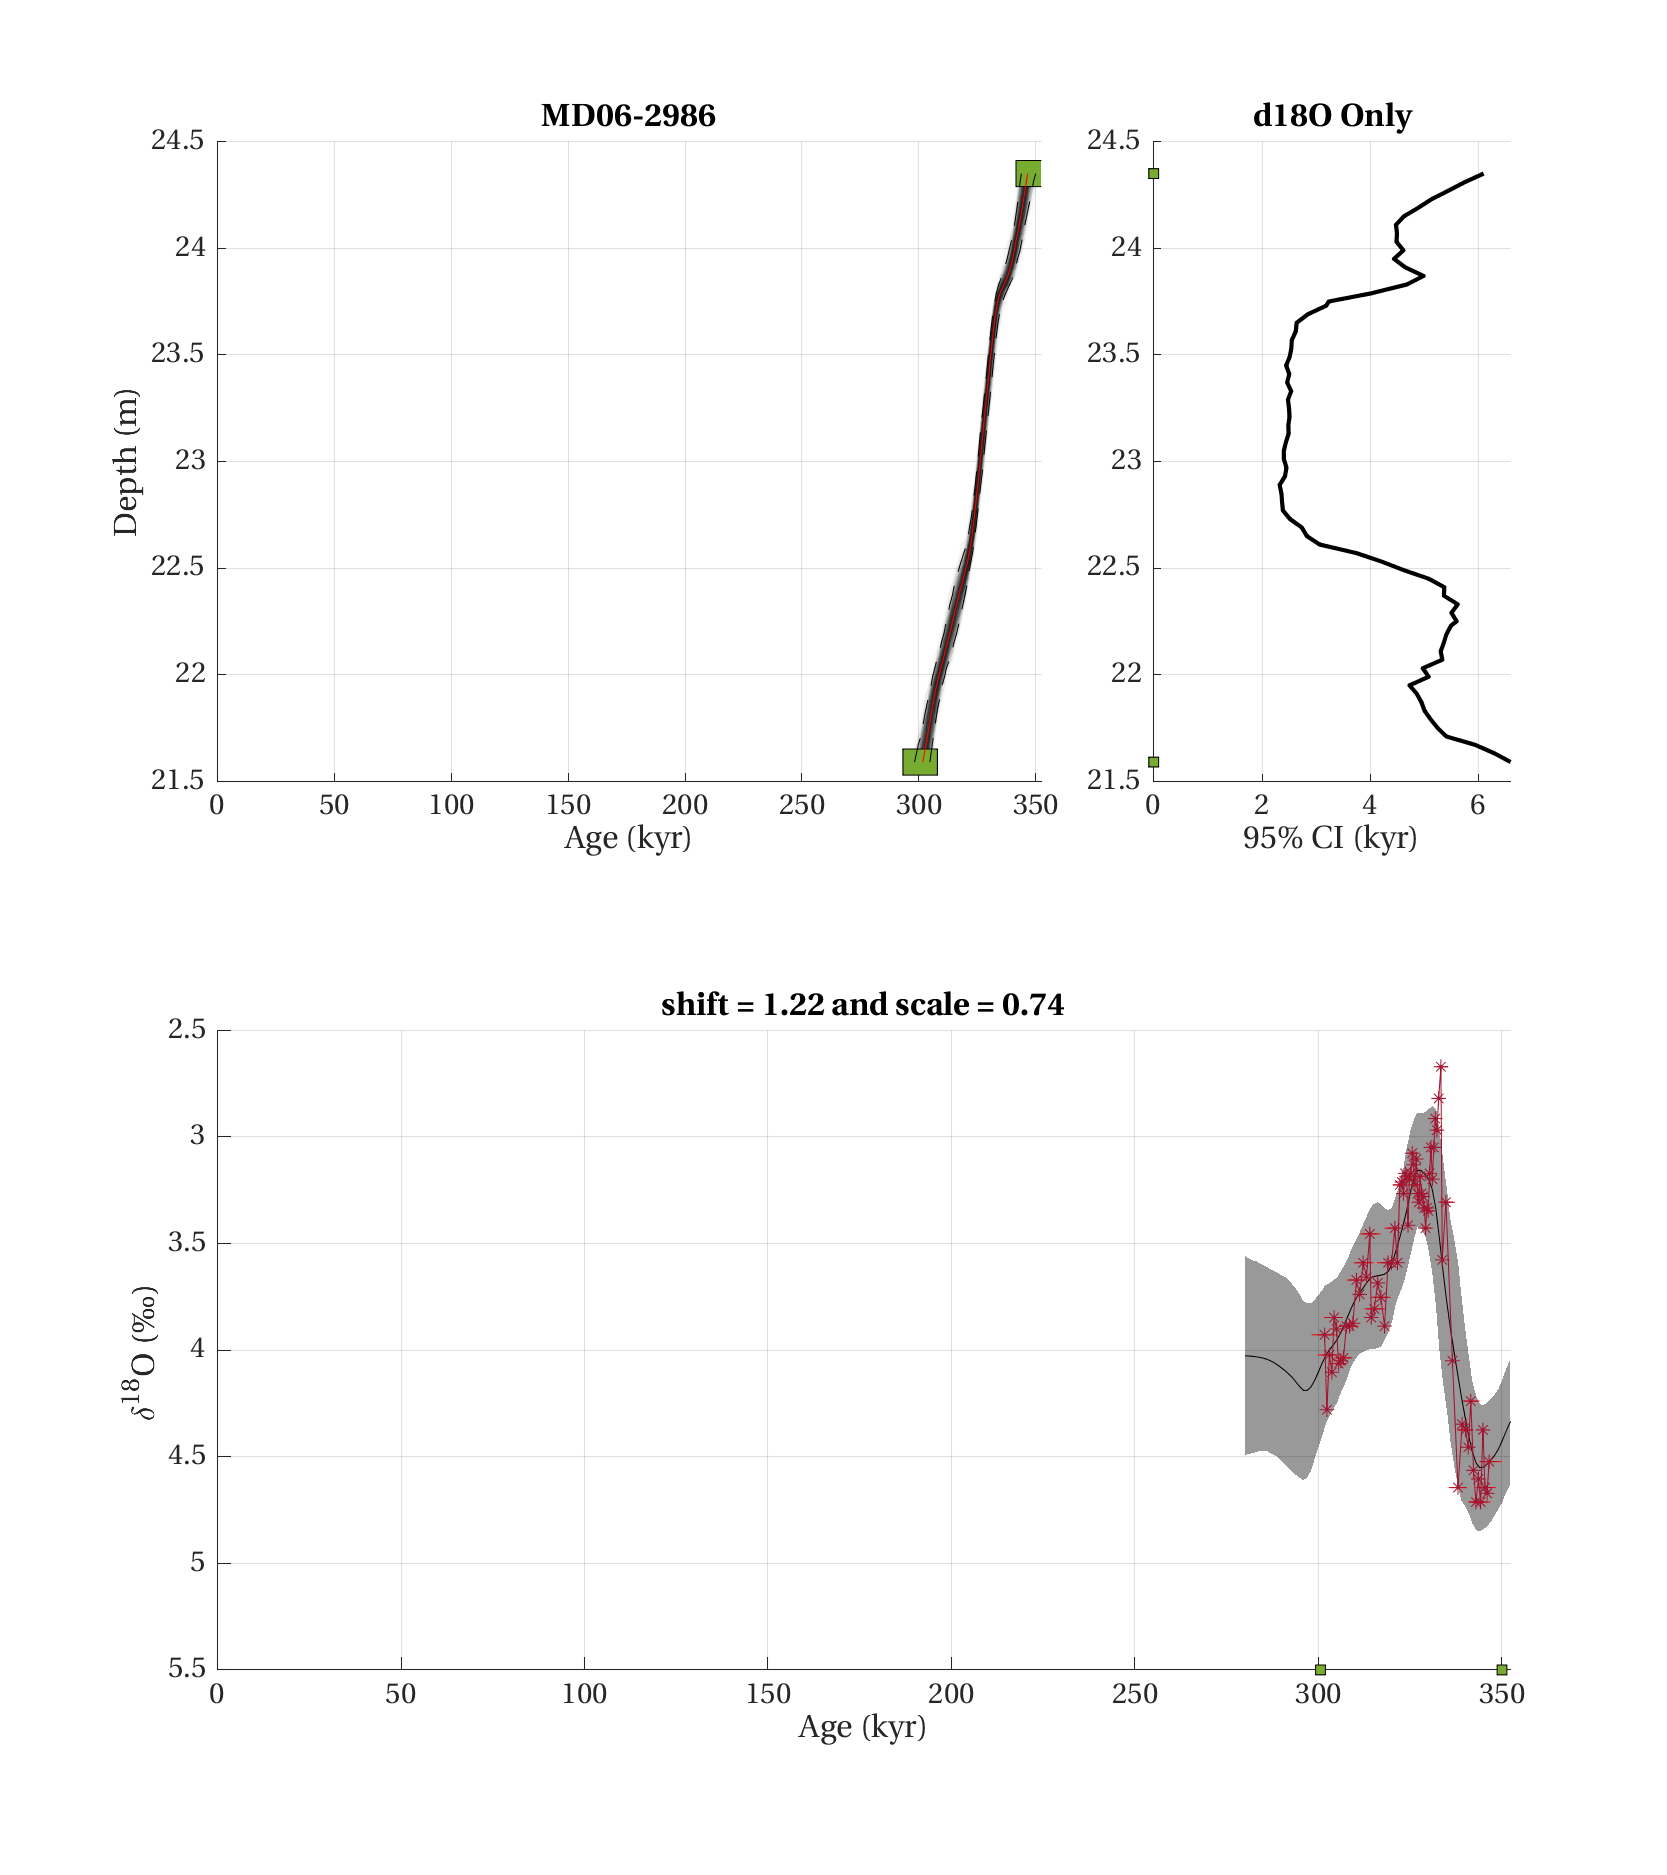 MD06-2986
24.5
24
23.5
23
22.5
22
21.5
Depth (m)
0 50 100 150 200 250 300 350
Age (kyr)
d18O Only
24.5
24
23.5
23
22.5
22
21.5
0 2 4 6
95% CI (kyr)
shift = 1.22 and scale = 0.74
2.5
3
3.5
4
4.5
5
5.5
δ18O (‰)
0 50 100 150 200 250 300 350
Age (kyr)